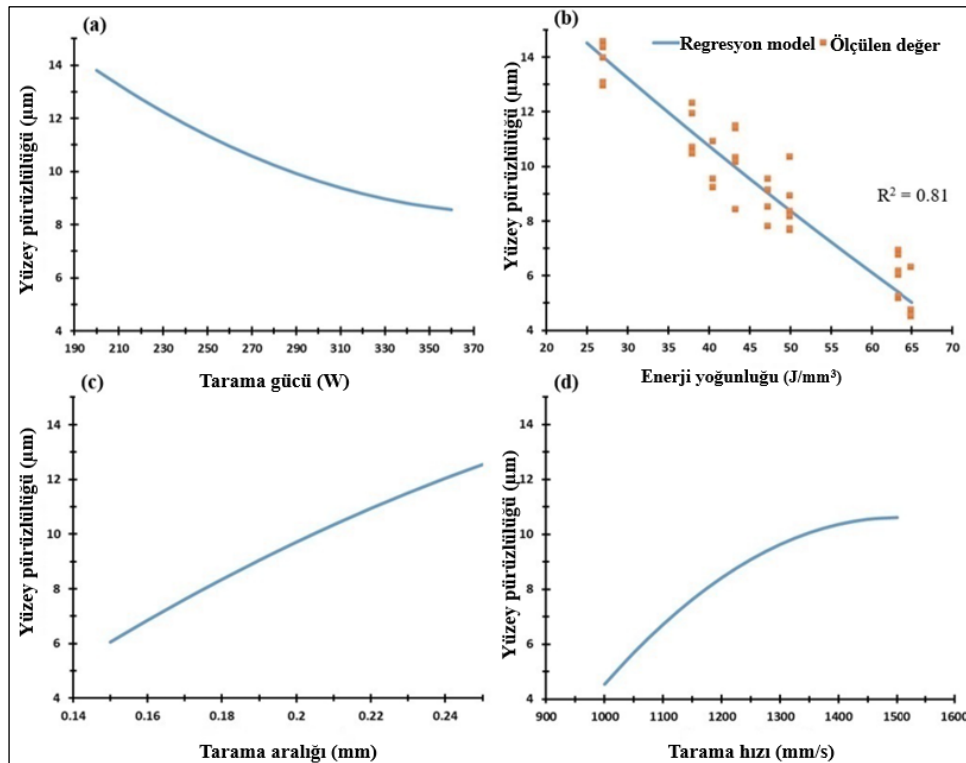 (a)
14
12
10
8
6
4
190 210 230 250 270 290 310 330 350 370
Yüzey pürüzlülüğü (µm)
Tarama gücü (W)
(b)
Regresyon model Ölçülen değer
14
12
10
8
6
4
R² = 0.81
20 25 30 35 40 45 50 55 60 65 70
Yüzey pürüzlülüğü (µm)
Enerji yoğunluğu (J/mm³)
(c)
14
12
10
8
6
4
0.14 0.16 0.18 0.2 0.22 0.24
Yüzey pürüzlülüğü (µm)
Tarama aralığı (mm)
(d)
14
12
10
8
6
4
900 1000 1100 1200 1300 1400 1500 1600
Yüzey pürüzlülüğü (µm)
Tarama hızı (mm/s)